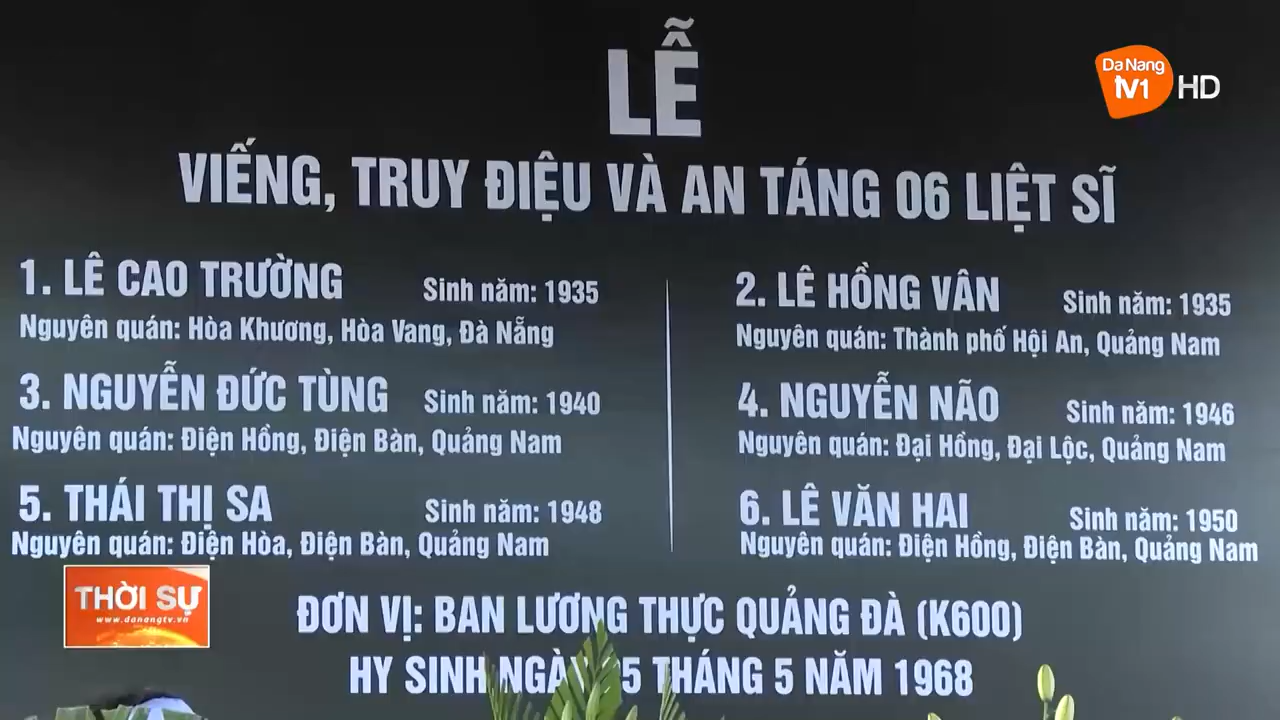 LỄ
Da Nang
TV1 HD
VIẾNG, TRUY ĐIỆU VÀ AN TÁNG 06 LIỆT SĨ
1. LÊ CAO TRƯỜNG Sinh năm: 1935
Nguyên quán: Hòa Khương, Hòa Vang, Đà Nẵng
2. LÊ HỒNG VÂN Sinh năm: 1935
Nguyên quán: Thành phố Hội An, Quảng Nam
3. NGUYỄN ĐỨC TÙNG Sinh năm: 1940
Nguyên quán: Điện Hồng, Điện Bàn, Quảng Nam
4. NGUYỄN NÃO Sinh năm: 1946
Nguyên quán: Đại Hồng, Đại Lộc, Quảng Nam
5. THÁI THỊ SA Sinh năm: 1948
Nguyên quán: Điện Hòa, Điện Bàn, Quảng Nam
6. LÊ VĂN HAI Sinh năm: 1950
Nguyên quán: Điện Hồng, Điện Bàn, Quảng Nam
THỜI SỰ
www.danangtv.vn
ĐƠN VỊ: BAN LƯƠNG THỰC QUẢNG ĐÀ (K600)
HY SINH NGÀY 5 THÁNG 5 NĂM 1968